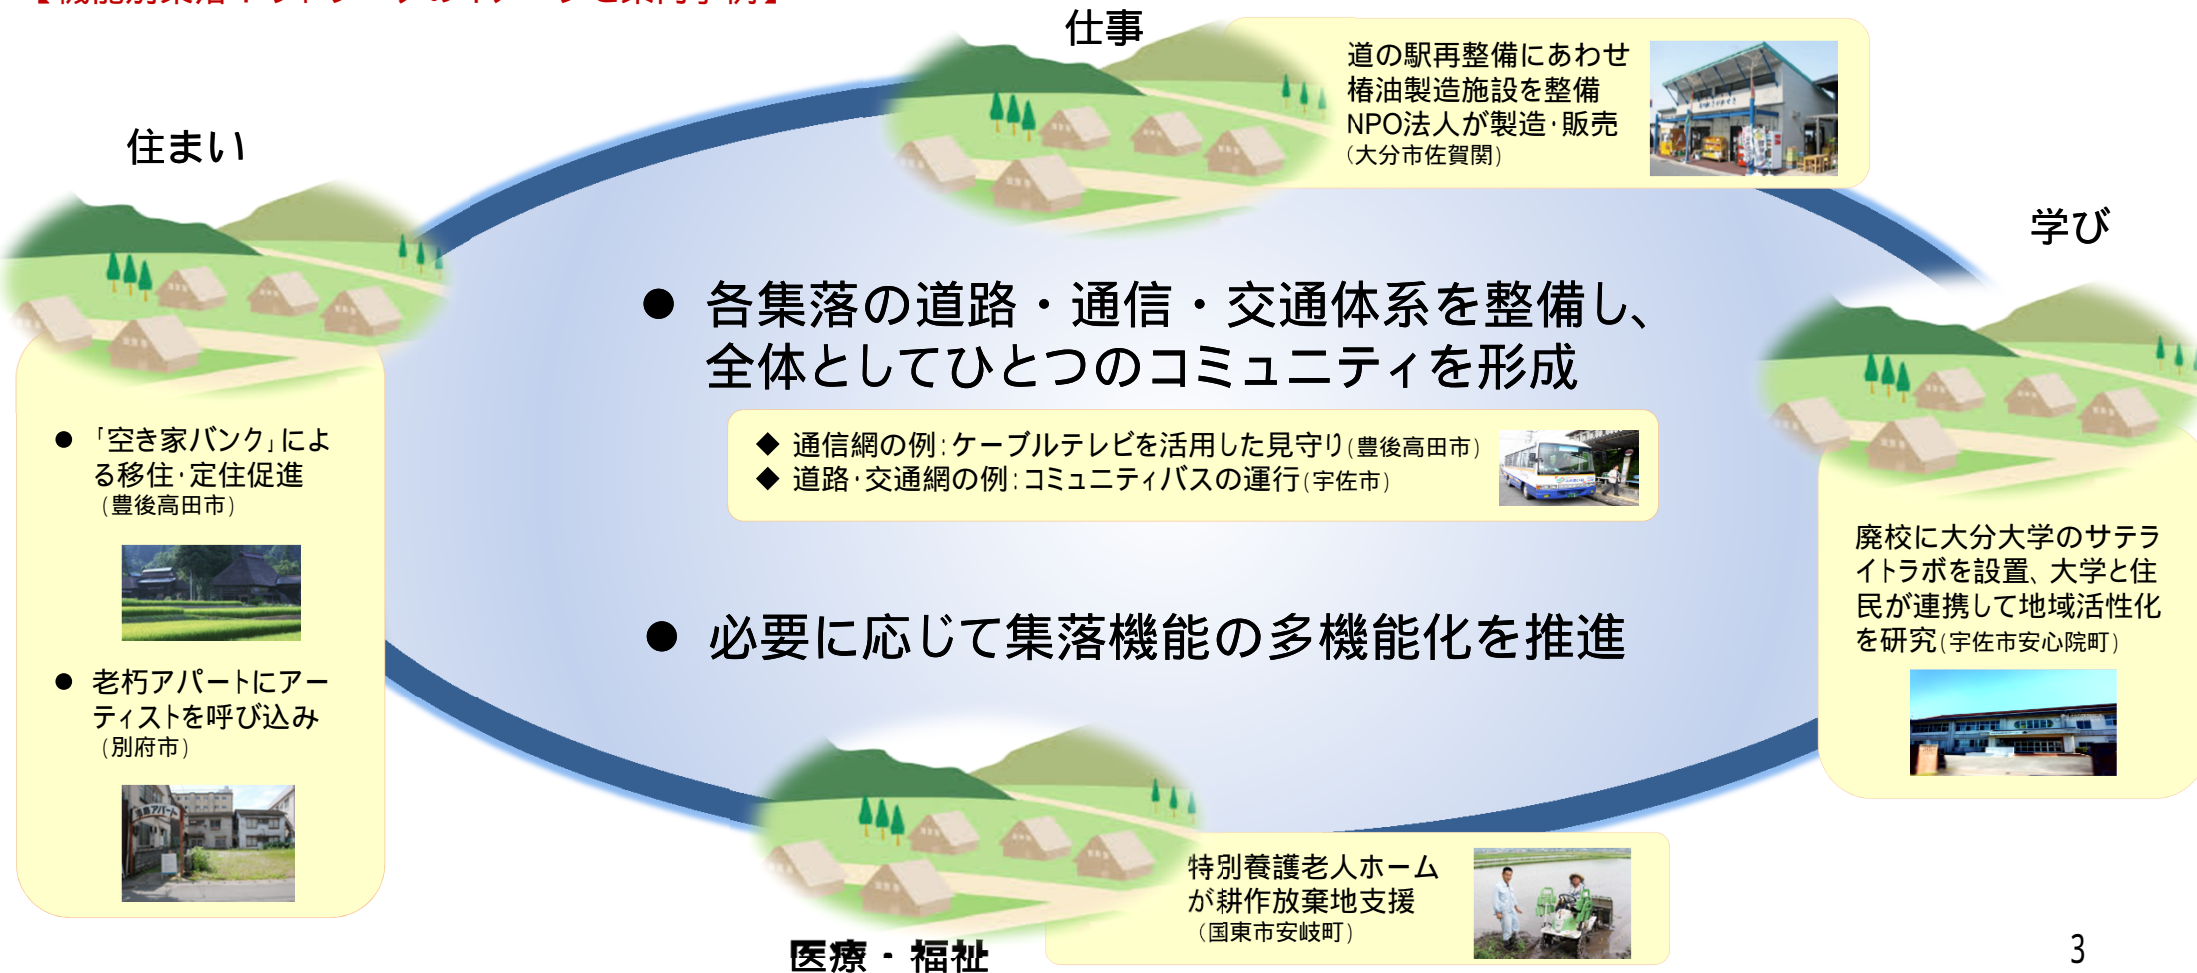 仕事
道の駅再整備にあわせ
椿油製造施設を整備
NPO法人が製造・販売
（大分市佐賀関）
住まい
学び
● 各集落の道路・通信・交通体系を整備し、
全体としてひとつのコミュニティを形成
◆ 通信網の例：ケーブルテレビを活用した見守り（豊後高田市）
◆ 道路・交通網の例：コミュニティバスの運行（宇佐市）
● 必要に応じて集落機能の多機能化を推進
● 「空き家バンク」によ
る移住・定住促進
（豊後高田市）
● 老朽アパートにアー
ティストを呼び込み
（別府市）
アパート
廃校に大分大学のサテラ
イトラボを設置、大学と住
民が連携して地域活性化
を研究（宇佐市安心院町）
特別養護老人ホーム
が耕作放棄地支援
（国東市安岐町）
医療・福祉
3